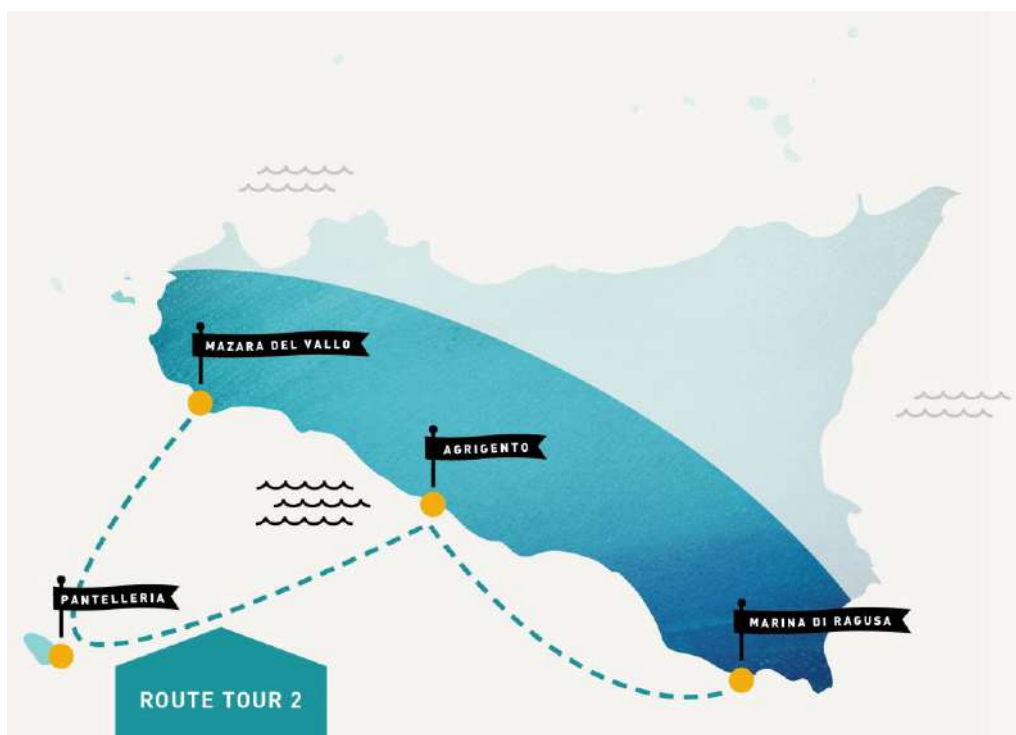 MAZARA DEL VALLO
AGRIGENTO
PANTELLERIA
MARINA DI RAGUSA
ROUTE TOUR 2